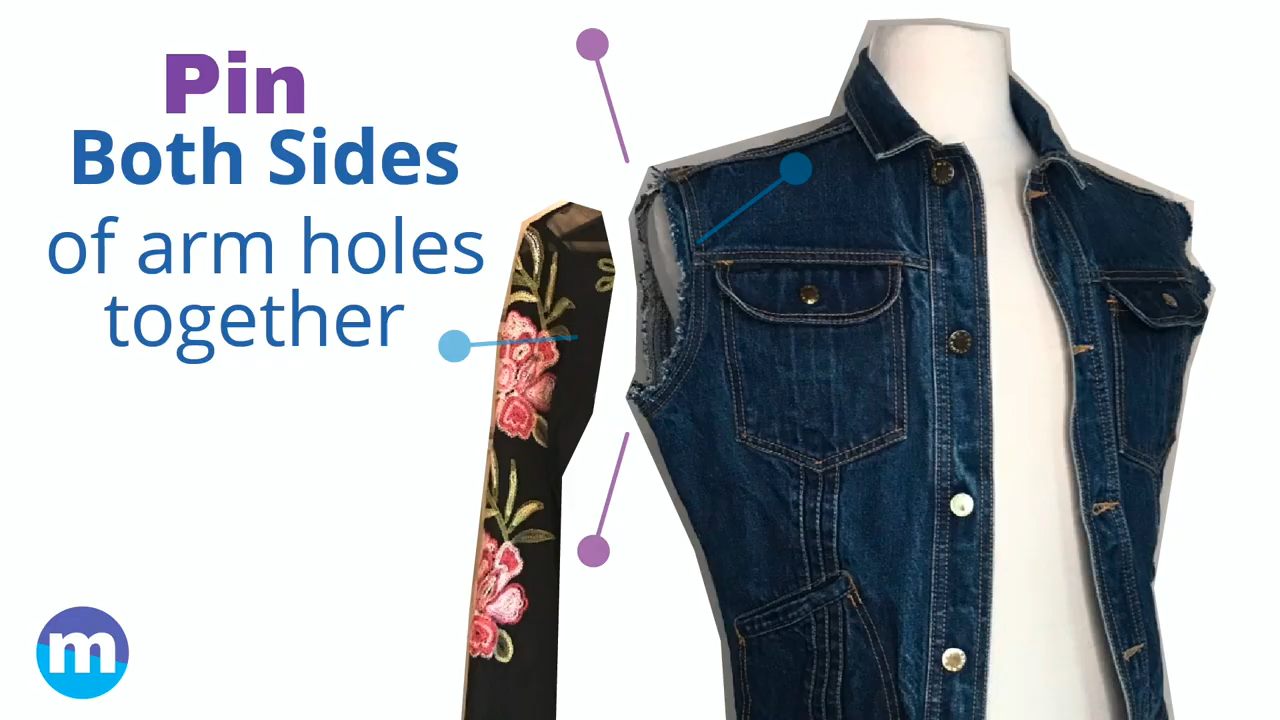 Pin
Both Sides
of arm holes
together
m